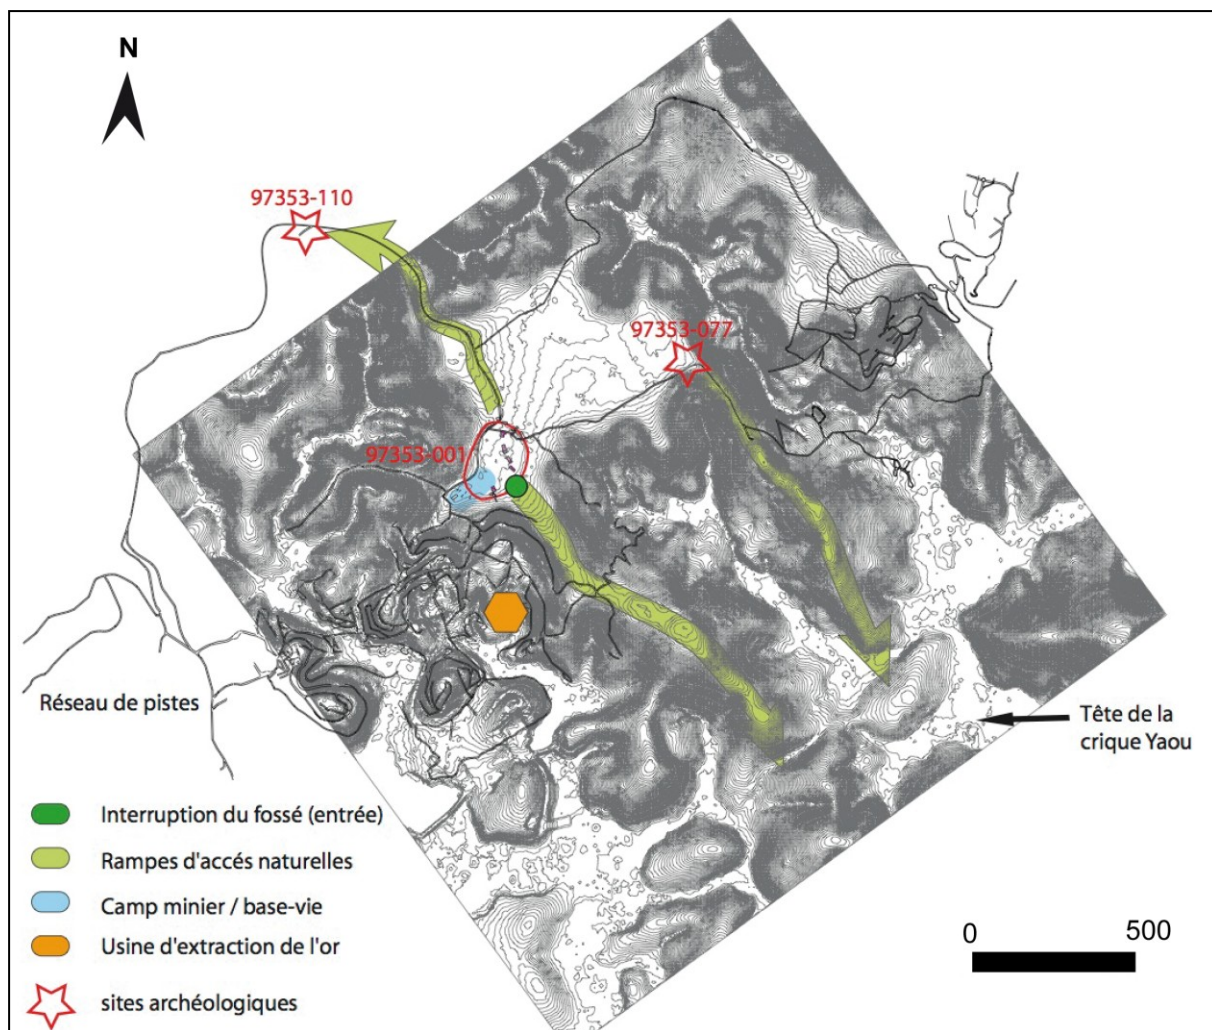 N
97353-110
97353-077
97353-001
Réseau de pistes
Tête de la
crique Yaou
Interruption du fossé (entrée)
Rampes d'accés naturelles
Camp minier / base-vie
Usine d'extraction de l'or
sites archéologiques
0
500